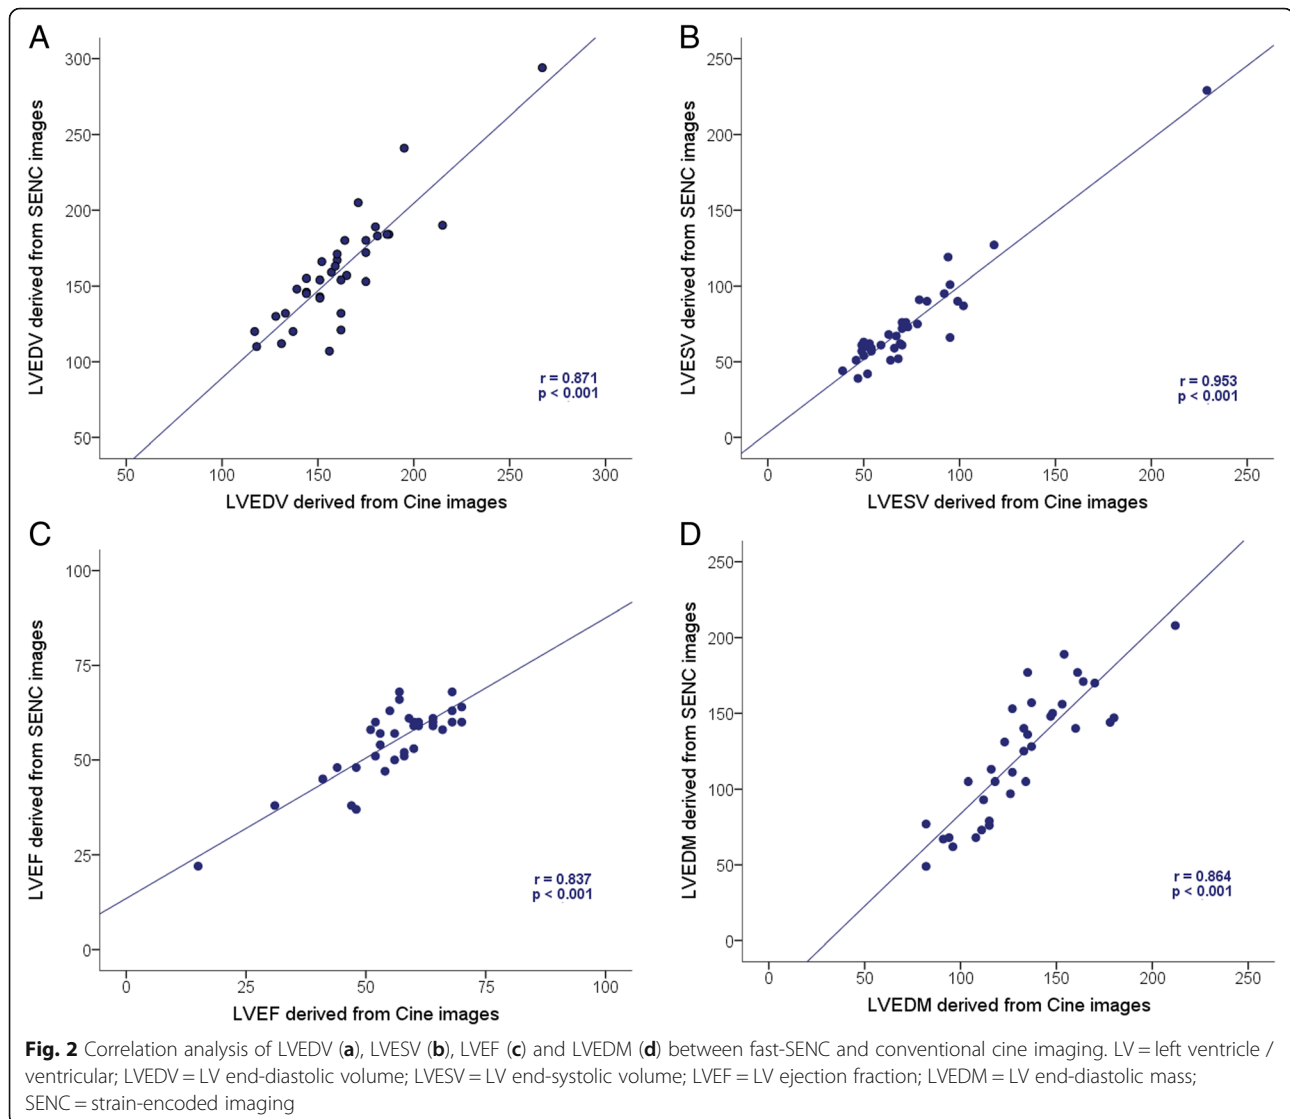 A
300
250
200
150
100
50
LVEDV derived from SENC images
r = 0.871
p < 0.001
50 100 150 200 250 300
LVEDV derived from Cine images
B
250
200
150
100
50
0
LVESV derived from SENC images
r = 0.953
p < 0.001
0 50 100 150 200 250
LVESV derived from Cine images
C
100
75
50
25
0
LVEF derived from SENC images
r = 0.837
p < 0.001
0 25 50 75 100
LVEF derived from Cine images
D
250
200
150
100
50
0
LVEDM derived from SENC images
r = 0.864
p < 0.001
0 50 100 150 200 250
LVEDM derived from Cine images
Fig. 2 Correlation analysis of LVEDV (a), LVESV (b), LVEF (c) and LVEDM (d) between fast-SENC and conventional cine imaging. LV = left ventricle /
ventricular; LVEDV = LV end-diastolic volume; LVESV = LV end-systolic volume; LVEF = LV ejection fraction; LVEDM = LV end-diastolic mass;
SENC = strain-encoded imaging